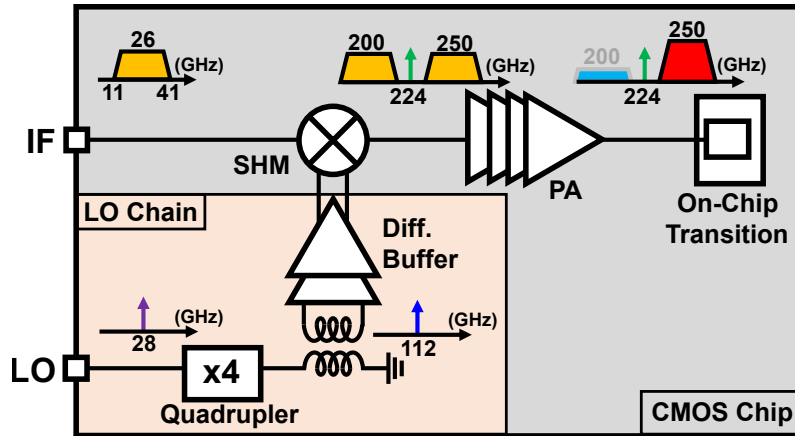 26
(GHz)
11
41
200
250
(GHz)
224
200
250
(GHz)
224
IF
SHM
PA
On-Chip
Transition
LO Chain
Diff.
Buffer
(GHz)
28
(GHz)
112
LO
x4
Quadrupler
CMOS Chip